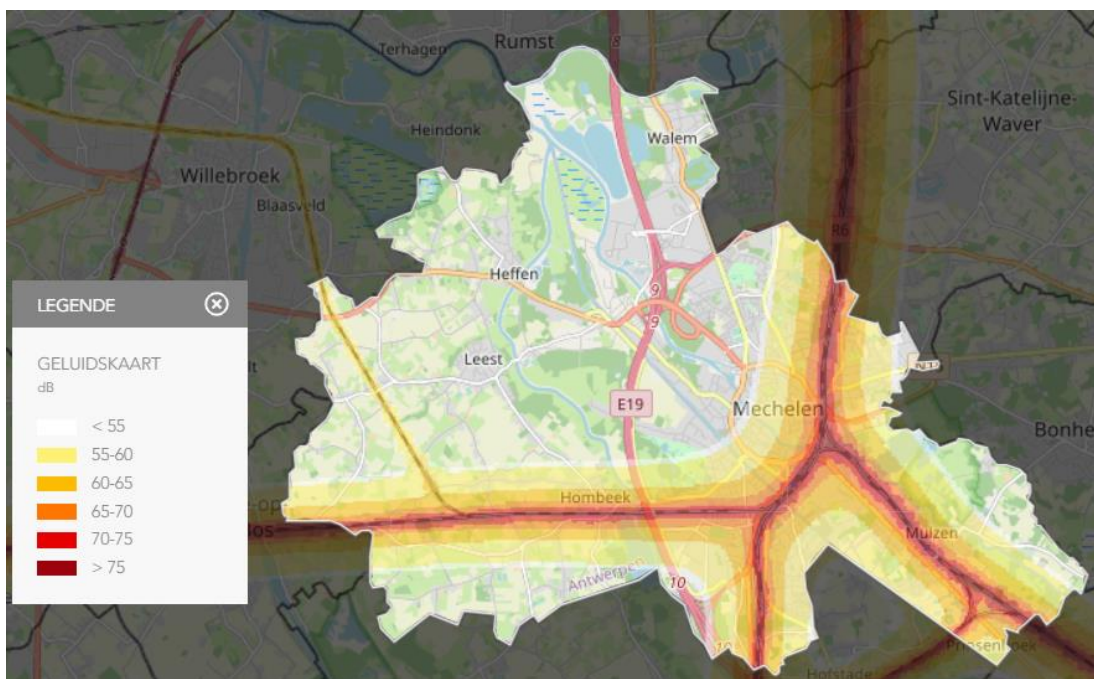 Terhagen
Rumst
Sint-Katelijne-
Waver
Heindonk
Walem
Willebroek
Blaasveld
R6
Heffen
9
9
LEGENDE
GELUIDSKAART
dB
< 55
55-60
60-65
65-70
70-75
> 75
Leest
E19
Mechelen
Bonhe
Hombeek
Muizen
Antwerpen
10
10
Hofstade